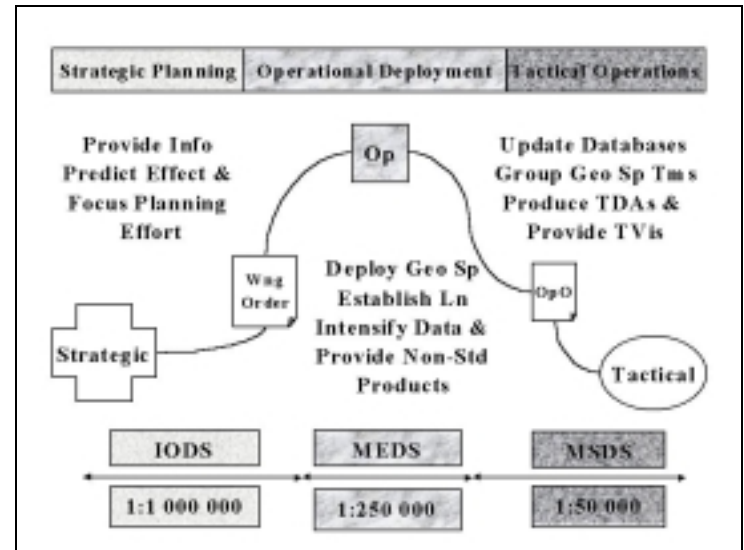 Strategic Planning
Operational Deployment
Tactical Operations
Provide Info
Predict Effect &
Focus Planning
Effort
Op
Update Databases
Group Geo Sp Tms
Produce TDAs &
Provide TVis
Wng
Order
Deploy Geo Sp
Establish Ln
Intensify Data &
Provide Non-Std
Products
OpO
Strategic
Tactical
IODS
MEDS
MSDS
1:1 000 000
1:250 000
1:50 000